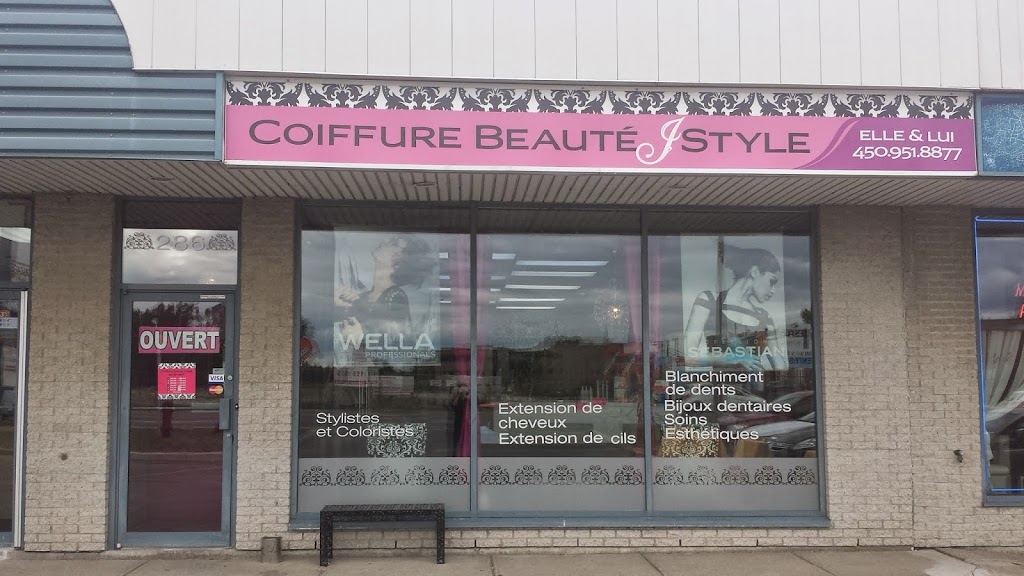 COIFFURE BEAUTÉ J STYLE
ELLE & LUI
450.951.8877
286
OUVERT
VISA
MasterCard
WELLA
PROFESSIONALS
SEBASTIAN
Stylistes
et Coloristes
Extension de
cheveux
Extension de cils
Blanchiment
de dents
Bijoux dentaires
Soins
Esthétiques